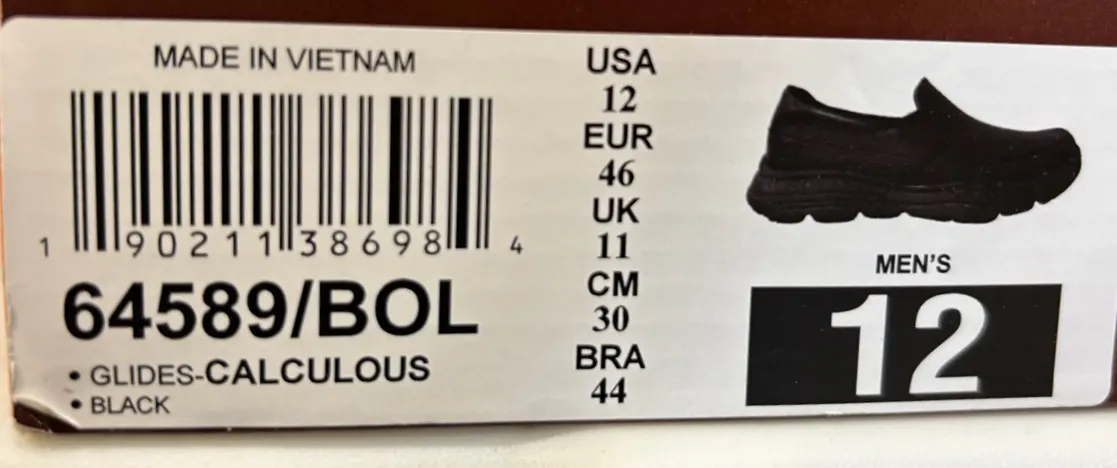 MADE IN VIETNAM
1 90211 38698 4
64589/BOL
• GLIDES-CALCULOUS
• BLACK
USA
12
EUR
46
UK
11
CM
30
BRA
44
MEN'S
12